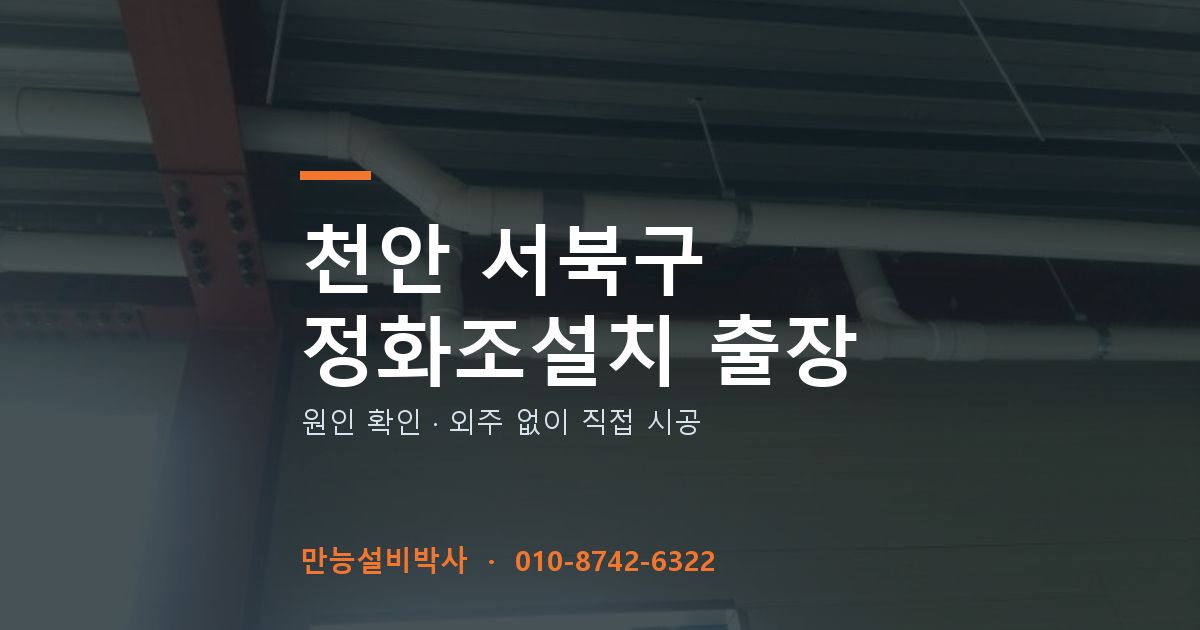 천안 서북구
정화조설치 출장
원인 확인 · 외주 없이 직접 시공
만능설비박사 · 010-8742-6322